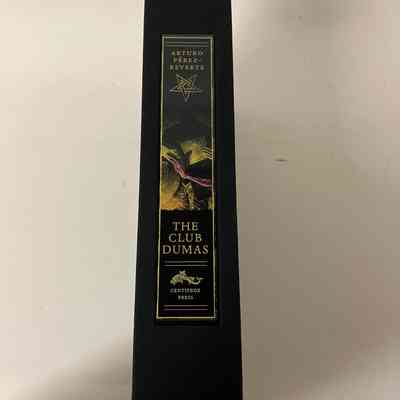 ARTURO
PÉREZ-
REVERTE
THE
CLUB
DUMAS
CENTIPEDE
PRESS